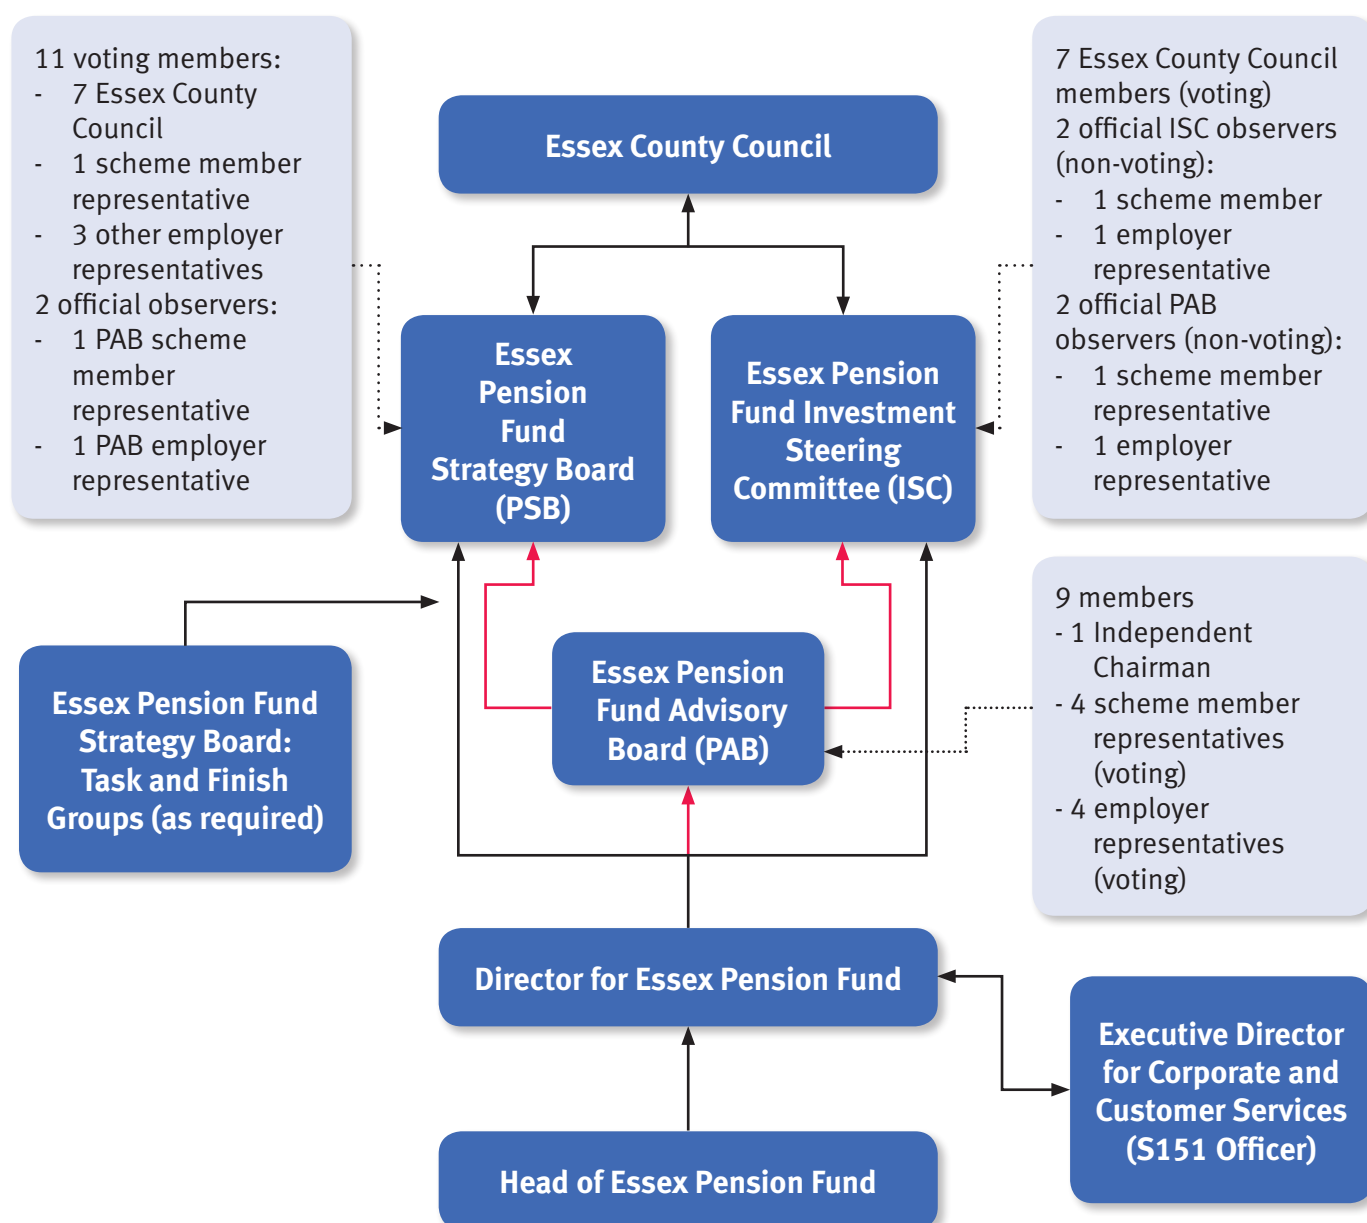 11 voting members:
- 7 Essex County
Council
- 1 scheme member
representative
- 3 other employer
representatives
2 official observers:
- 1 PAB scheme
member
representative
- 1 PAB employer
representative
Essex County Council
7 Essex County Council
members (voting)
2 official ISC observers
(non-voting):
- 1 scheme member
- 1 employer
representative
2 official PAB
observers (non-voting):
- 1 scheme member
representative
- 1 employer
representative
Essex
Pension
Fund
Strategy Board
(PSB)
Essex Pension
Fund Investment
Steering
Committee (ISC)
Essex Pension Fund
Strategy Board:
Task and Finish
Groups (as required)
Essex Pension
Fund Advisory
Board (PAB)
9 members
- 1 Independent
Chairman
- 4 scheme member
representatives
(voting)
- 4 employer
representatives
(voting)
Director for Essex Pension Fund
Executive Director
for Corporate and
Customer Services
(S151 Officer)
Head of Essex Pension Fund